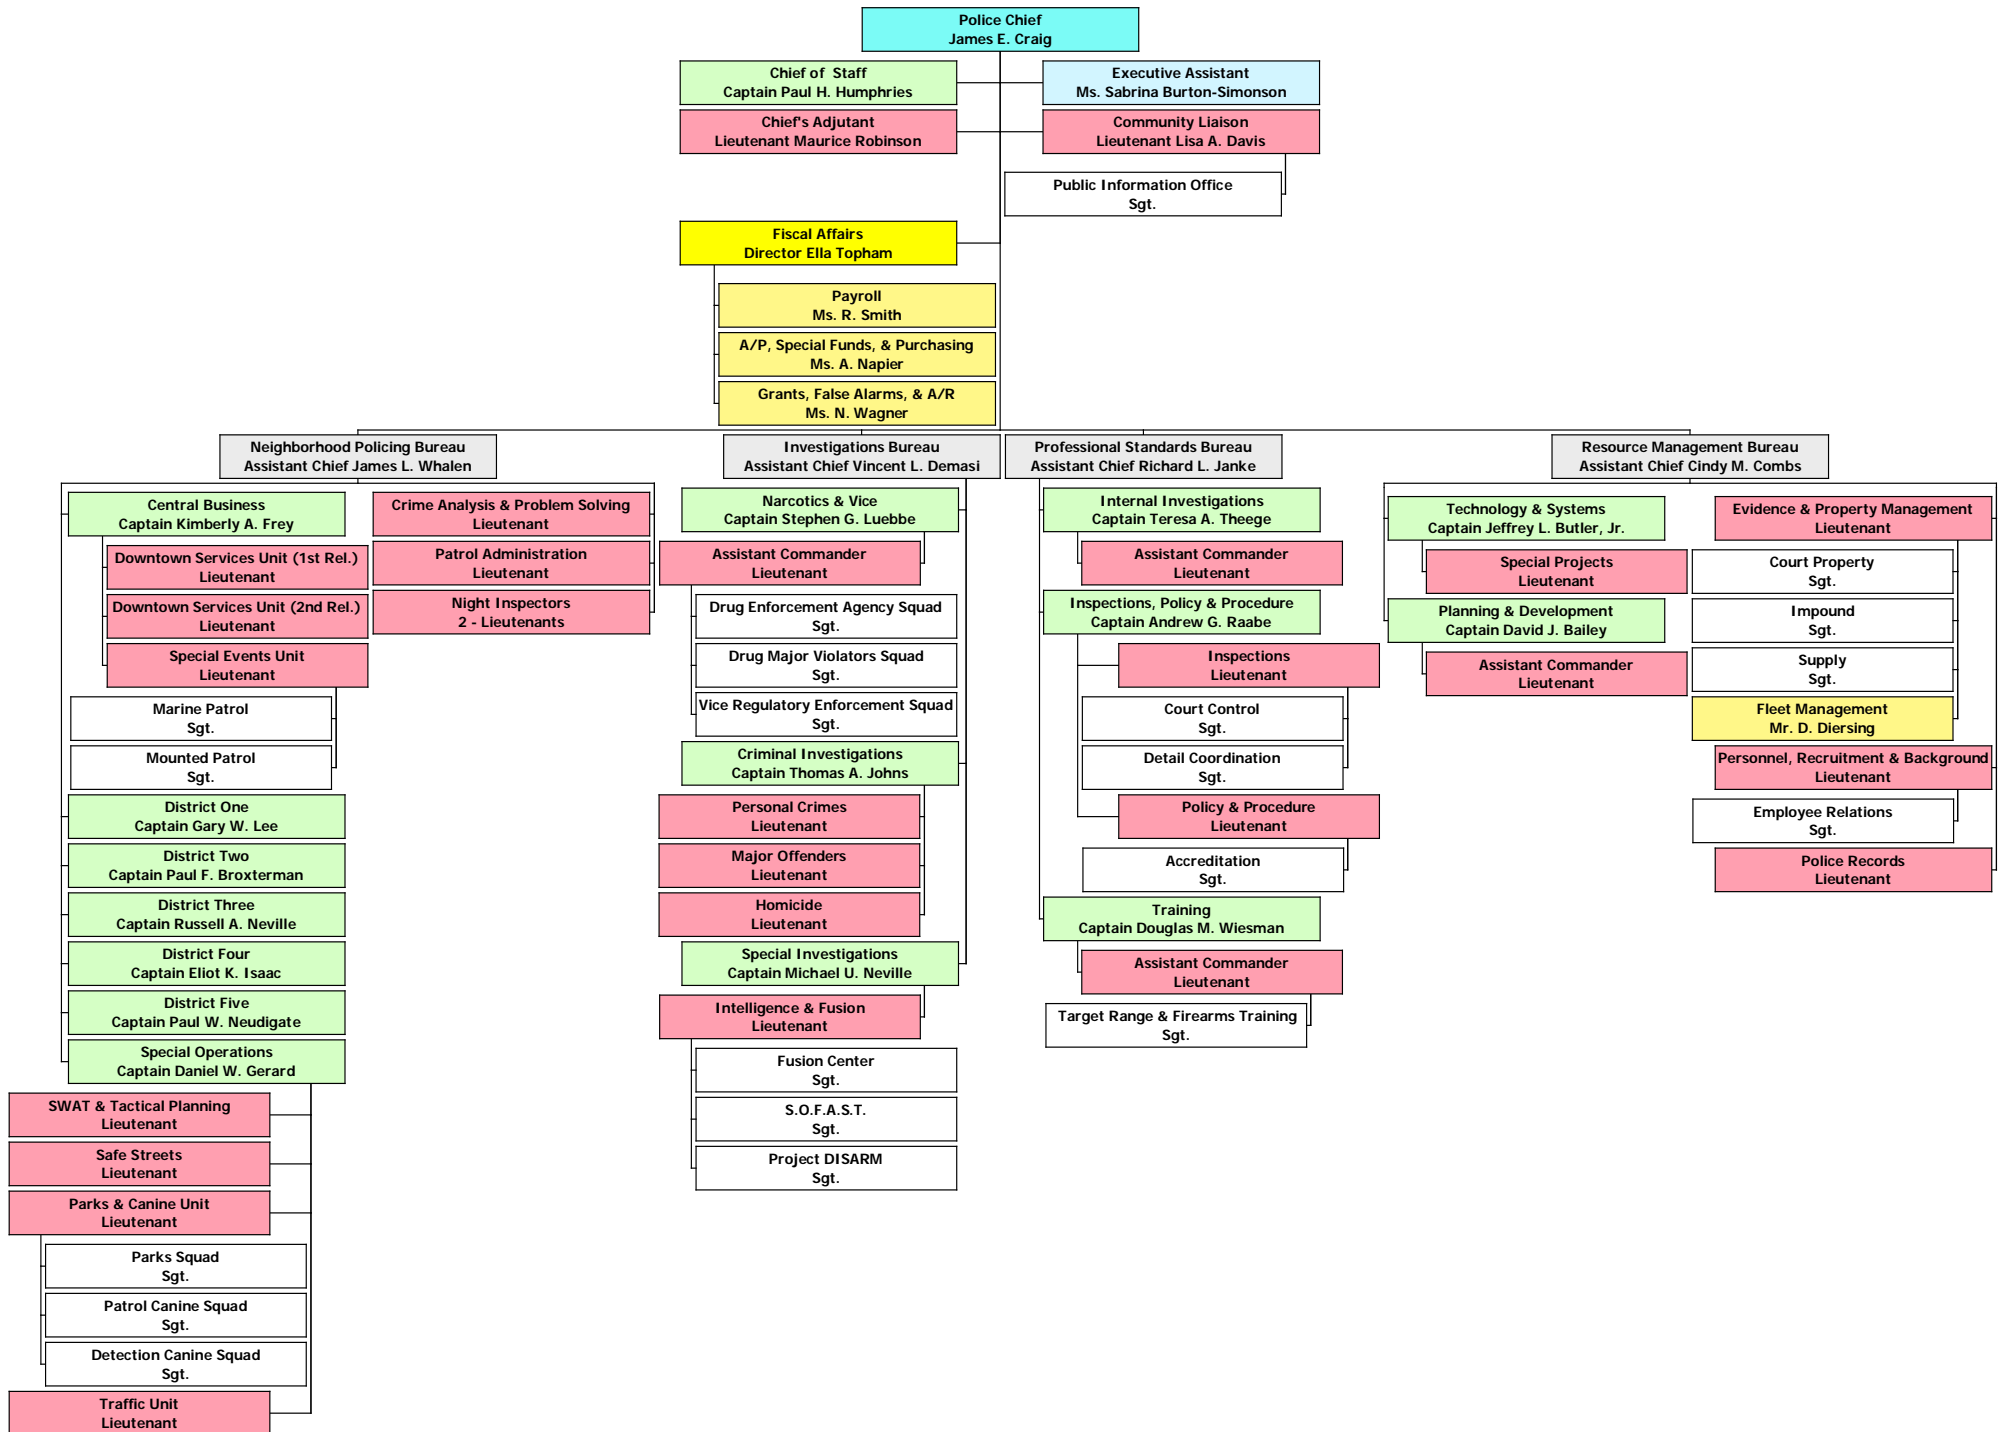 Police Chief
James E. Craig
Chief of  Staff
Captain Paul H. Humphries
Executive Assistant
Ms. Sabrina Burton-Simonson
Chief's Adjutant
Lieutenant Maurice Robinson
Community Liaison
Lieutenant Lisa A. Davis
Public Information Office
Sgt.
Fiscal Affairs
Director Ella Topham
Payroll
Ms. R. Smith
A/P, Special Funds, & Purchasing
Ms. A. Napier
Grants, False Alarms, & A/R
Ms. N. Wagner
Neighborhood Policing Bureau
Assistant Chief James L. Whalen
Central Business
Captain Kimberly A. Frey
Downtown Services Unit (1st Rel.)
Lieutenant
Downtown Services Unit (2nd Rel.)
Lieutenant
Special Events Unit
Lieutenant
Marine Patrol
Sgt.
Mounted Patrol
Sgt.
District One
Captain Gary W. Lee
District Two
Captain Paul F. Broxterman
District Three
Captain Russell A. Neville
District Four
Captain Eliot K. Isaac
District Five
Captain Paul W. Neudigate
Special Operations
Captain Daniel W. Gerard
SWAT & Tactical Planning
Lieutenant
Safe Streets
Lieutenant
Parks & Canine Unit
Lieutenant
Parks Squad
Sgt.
Patrol Canine Squad
Sgt.
Detection Canine Squad
Sgt.
Traffic Unit
Lieutenant
Crime Analysis & Problem Solving
Lieutenant
Patrol Administration
Lieutenant
Night Inspectors
2 - Lieutenants
Investigations Bureau
Assistant Chief Vincent L. Demasi
Narcotics & Vice
Captain Stephen G. Luebbe
Assistant Commander
Lieutenant
Drug Enforcement Agency Squad
Sgt.
Drug Major Violators Squad
Sgt.
Vice Regulatory Enforcement Squad
Sgt.
Criminal Investigations
Captain Thomas A. Johns
Personal Crimes
Lieutenant
Major Offenders
Lieutenant
Homicide
Lieutenant
Special Investigations
Captain Michael U. Neville
Intelligence & Fusion
Lieutenant
Fusion Center
Sgt.
S.O.F.A.S.T.
Sgt.
Project DISARM
Sgt.
Professional Standards Bureau
Assistant Chief Richard L. Janke
Internal Investigations
Captain Teresa A. Theege
Assistant Commander
Lieutenant
Inspections, Policy & Procedure
Captain Andrew G. Raabe
Inspections
Lieutenant
Court Control
Sgt.
Detail Coordination
Sgt.
Policy & Procedure
Lieutenant
Accreditation
Sgt.
Training
Captain Douglas M. Wiesman
Assistant Commander
Lieutenant
Target Range & Firearms Training
Sgt.
Resource Management Bureau
Assistant Chief Cindy M. Combs
Technology & Systems
Captain Jeffrey L. Butler, Jr.
Special Projects
Lieutenant
Planning & Development
Captain David J. Bailey
Assistant Commander
Lieutenant
Evidence & Property Management
Lieutenant
Court Property
Sgt.
Impound
Sgt.
Supply
Sgt.
Fleet Management
Mr. D. Diersing
Personnel, Recruitment & Background
Lieutenant
Employee Relations
Sgt.
Police Records
Lieutenant